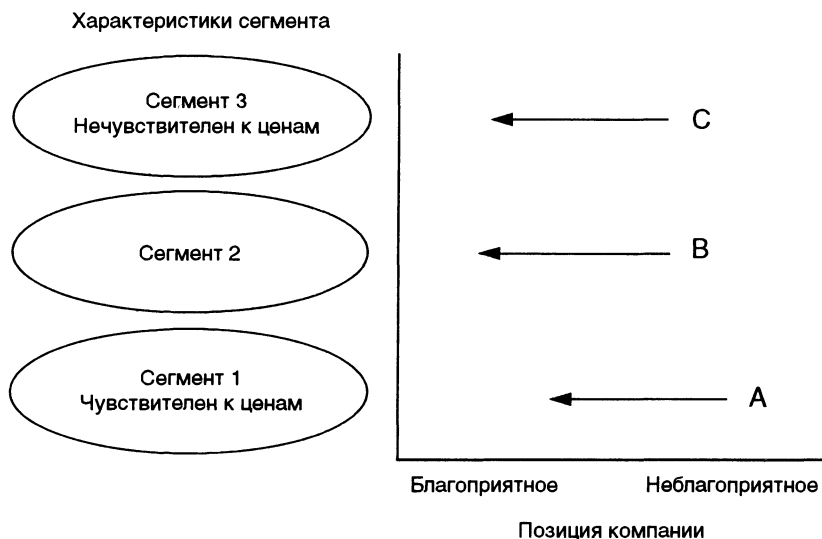 Характеристики сегмента
Сегмент 3
Нечувствителен к ценам
C
Сегмент 2
B
Сегмент 1
Чувствителен к ценам
A
Благоприятное
Неблагоприятное
Позиция компании